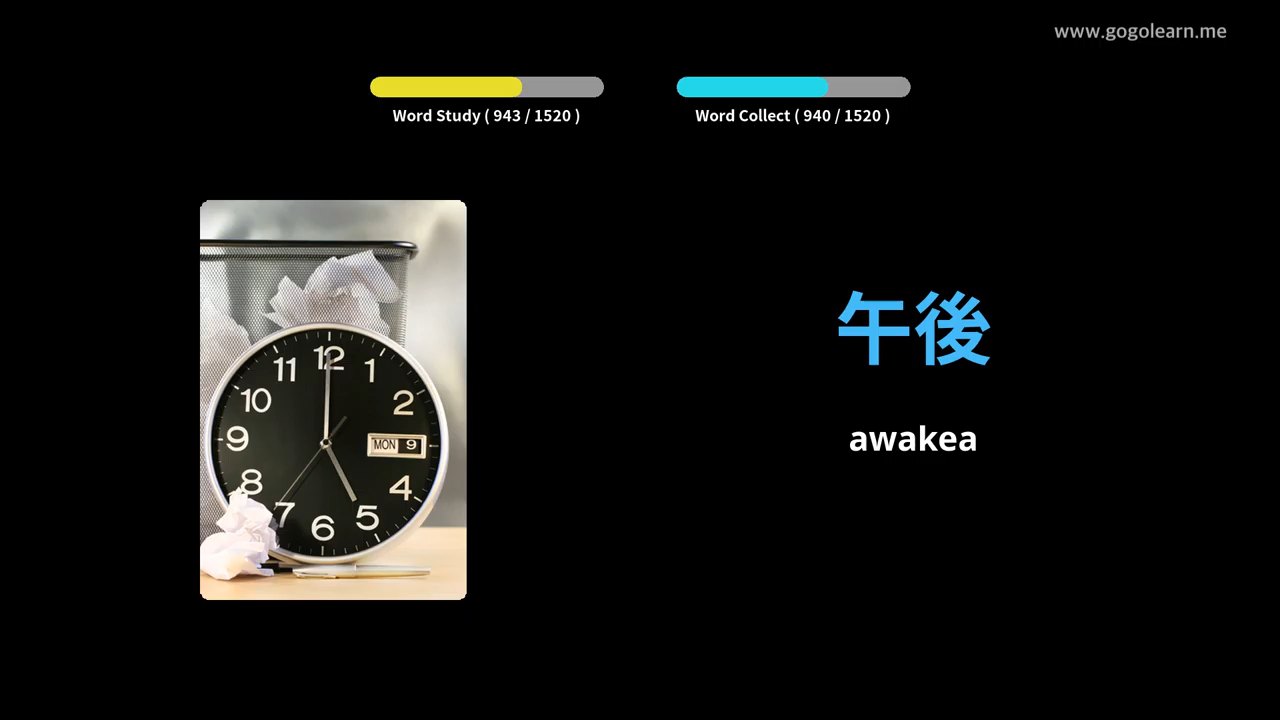 www.gogolearn.me
Word Study ( 943 / 1520 )
Word Collect ( 940 / 1520 )
12
11
1
10
2
9
MON 9
8
4
7
5
6
午後
awakea